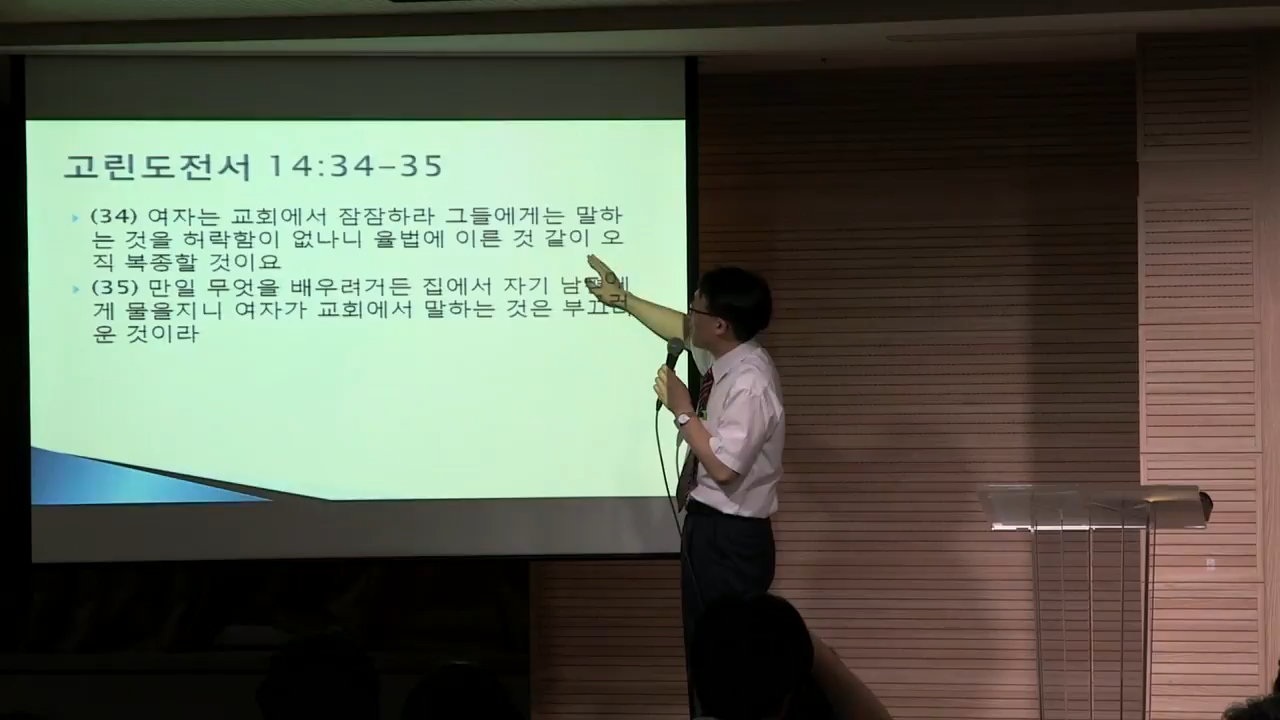 고린도전서 14:34-35
(34) 여자는 교회에서 잠잠하라 그들에게는 말하
는 것을 허락함이 없나니 율법에 이른 것 같이 오
직 복종할 것이요
(35) 만일 무엇을 배우려거든 집에서 자기 남편에
게 물을지니 여자가 교회에서 말하는 것은 부끄러
운 것이라